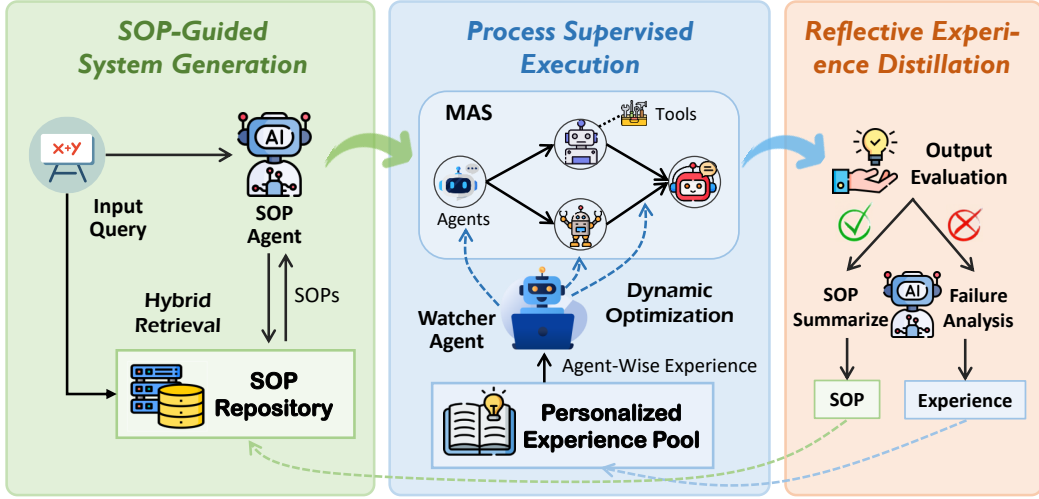 SOP-Guided
System Generation
x+y
Input
Query
AI
SOP
Agent
Hybrid
Retrieval
SOPs
SOP
Repository
Process Supervised
Execution
MAS
Tools
Agents
Watcher
Agent
Dynamic
Optimization
Agent-Wise Experience
Personalized
Experience Pool
Reflective Experi-
ence Distillation
Output
Evaluation
SOP
Summarize
AI
Failure
Analysis
SOP
Experience